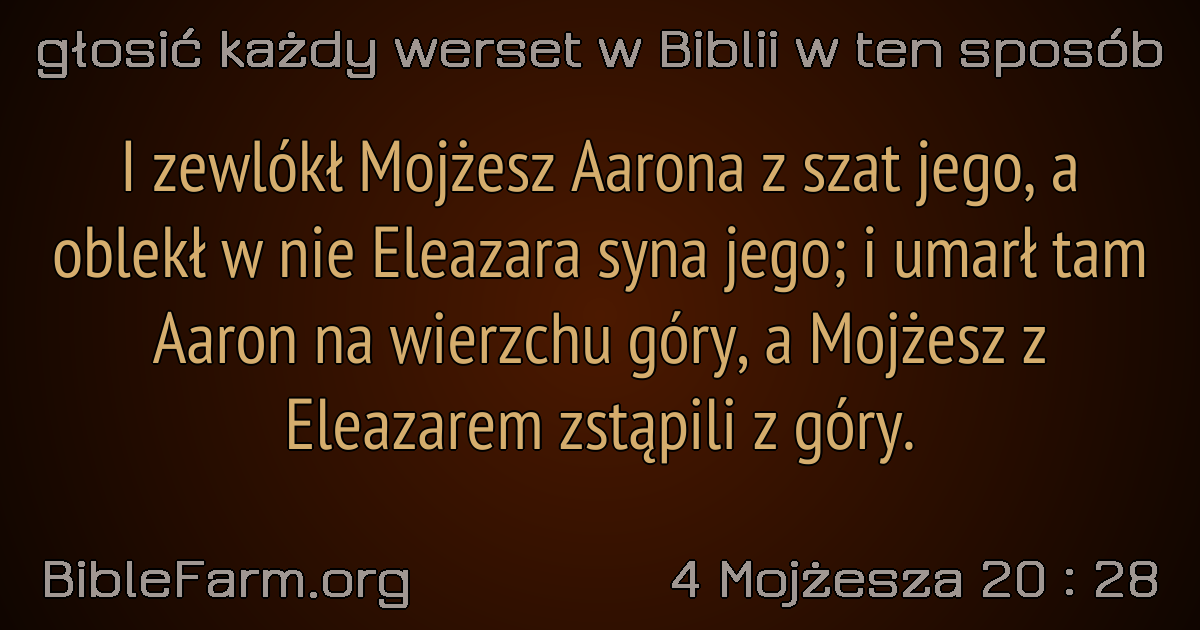 głosić każdy werset w Biblii w ten sposób
I zewlókł Mojżesz Aarona z szat jego, a
oblekł w nie Eleazara syna jego; i umarł tam
Aaron na wierzchu góry, a Mojżesz z
Eleazarem zstąpili z góry.
BibleFarm.org
4 Mojżesza 20 : 28